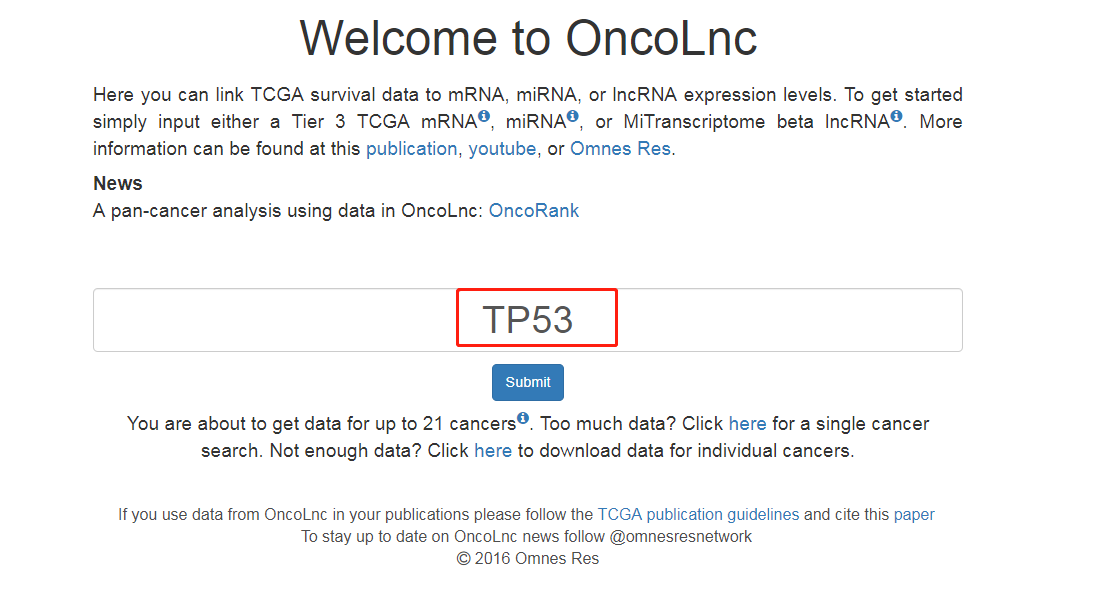 Welcome to OncoLnc
Here you can link TCGA survival data to mRNA, miRNA, or lncRNA expression levels. To get started
simply input either a Tier 3 TCGA mRNA, miRNA, or MiTranscriptome beta lncRNA. More
information can be found at this publication, youtube, or Omnes Res.
News
A pan-cancer analysis using data in OncoLnc: OncoRank
TP53
Submit
You are about to get data for up to 21 cancers. Too much data? Click here for a single cancer
search. Not enough data? Click here to download data for individual cancers.
If you use data from OncoLnc in your publications please follow the TCGA publication guidelines and cite this paper
To stay up to date on OncoLnc news follow @omnesresnetwork
© 2016 Omnes Res